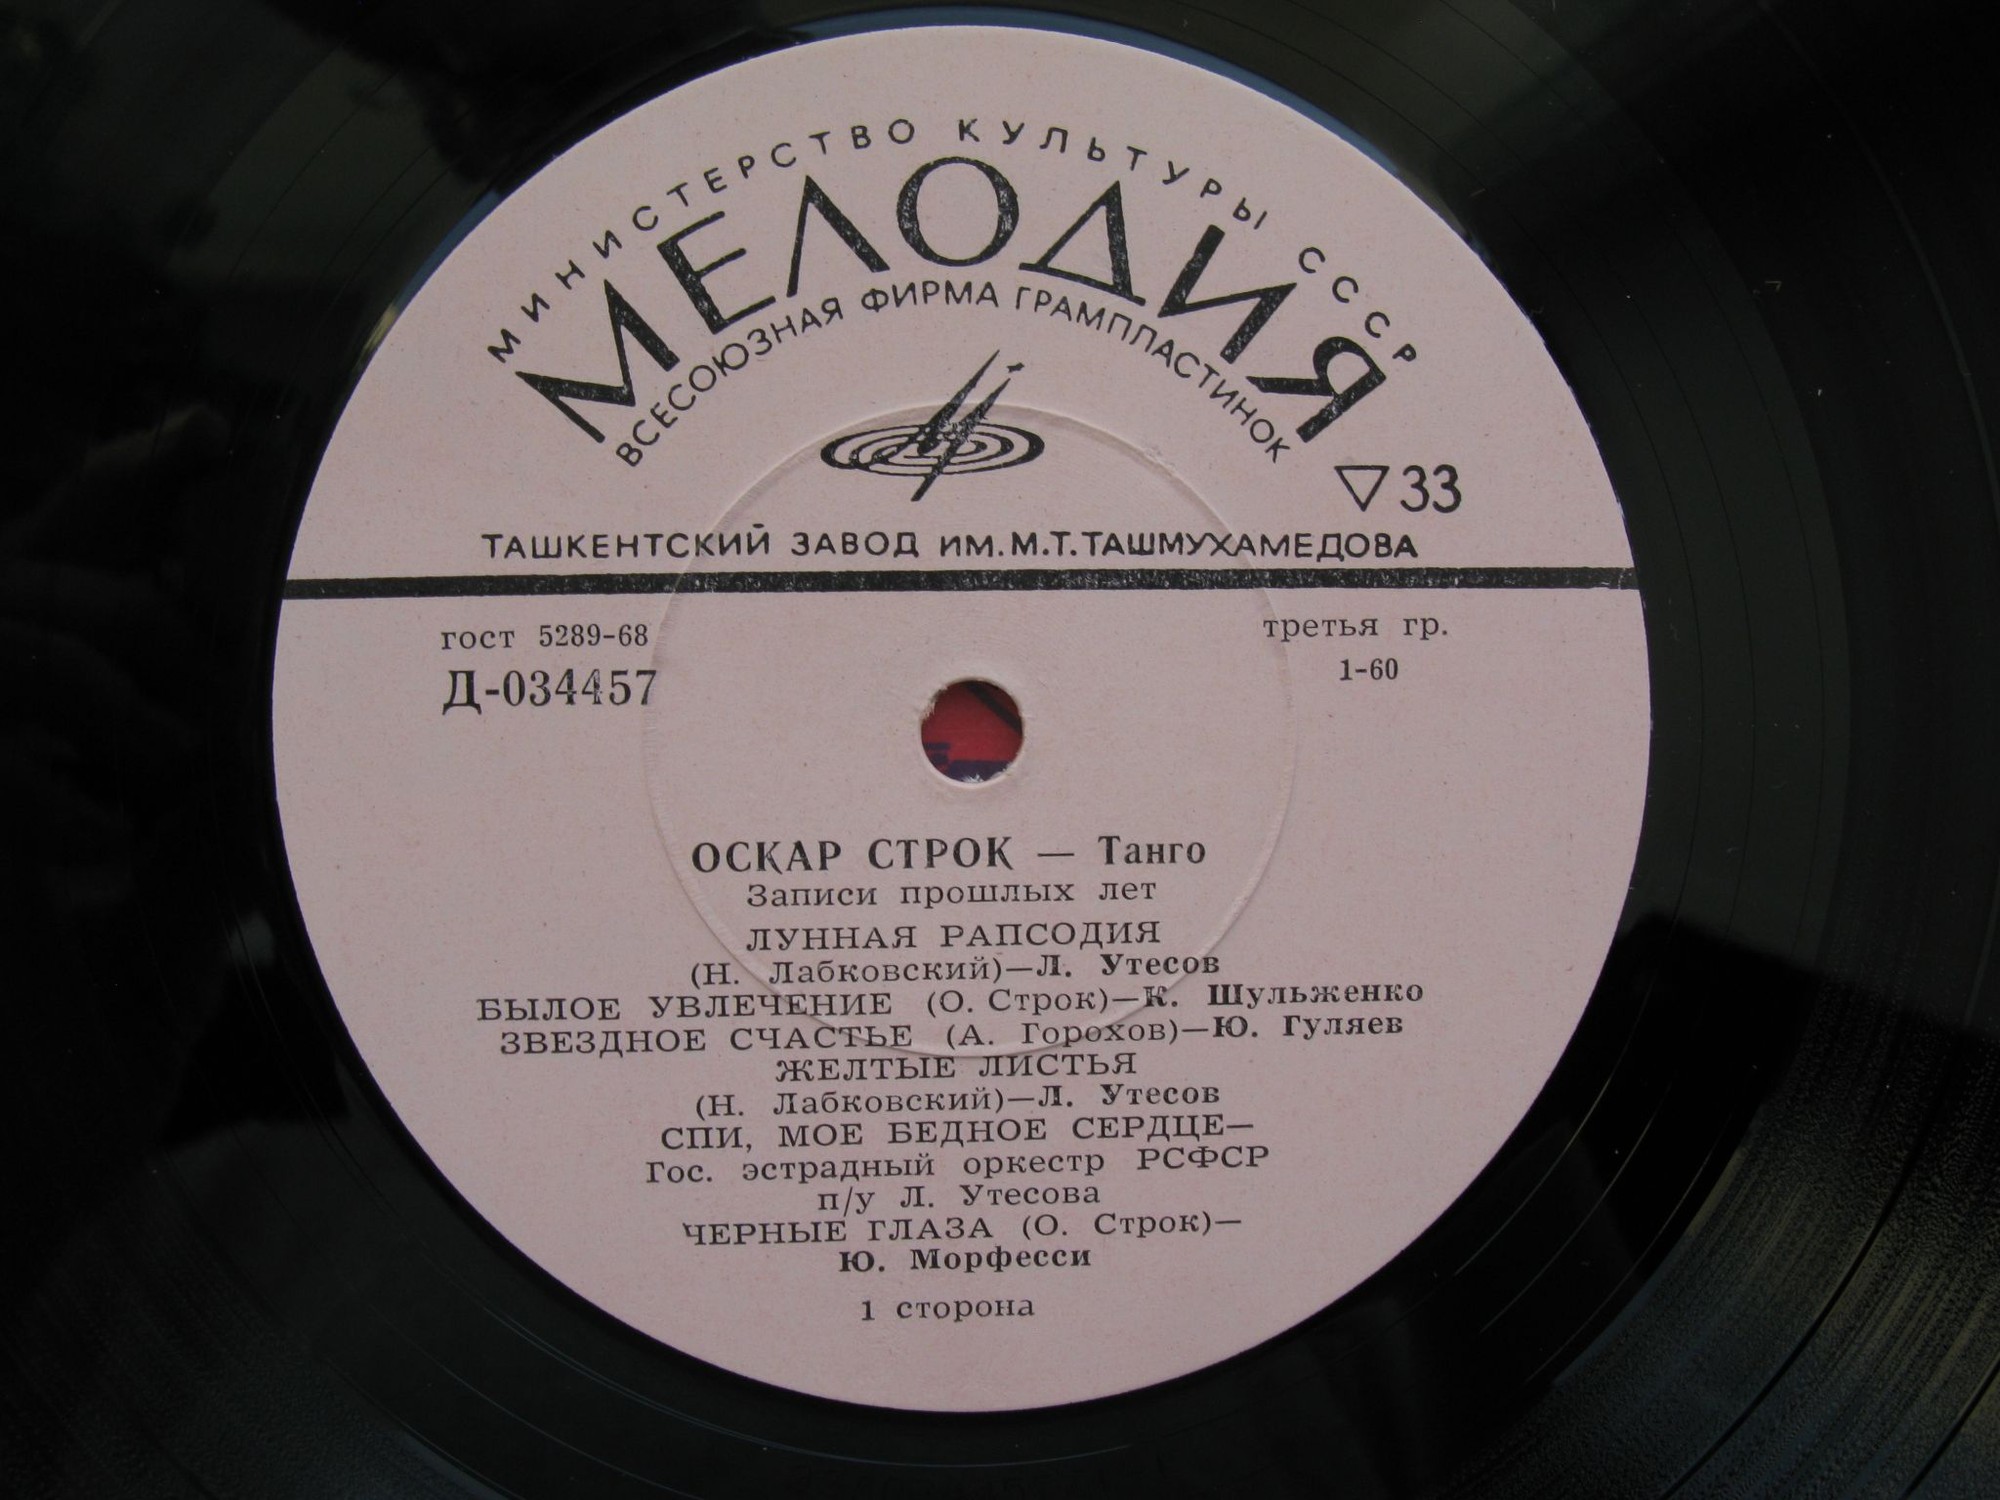 МИНИСТЕРСТВО КУЛЬТУРЫ СССР
МЕЛОДИЯ
ВСЕСОЮЗНАЯ ФИРМА ГРАМПЛАСТИНОК
33
ТАШКЕНТСКИЙ ЗАВОД ИМ. М.Т. ТАШМУХАМЕДОВА
гост 5289-68
третья гр.
Д-034457
1-60
ОСКАР СТРОК — Танго
Записи прошлых лет
ЛУННАЯ РАПСОДИЯ
(Н. Лабковский)—Л. Утесов
БЫЛОЕ УВЛЕЧЕНИЕ (О. Строк)—К. Шульженко
ЗВЕЗДНОЕ СЧАСТЬЕ (А. Горохов)—Ю. Гуляев
ЖЕЛТЫЕ ЛИСТЬЯ
(Н. Лабковский)—Л. Утесов
СПИ, МОЕ БЕДНОЕ СЕРДЦЕ—
Гос. эстрадный оркестр РСФСР
п/у Л. Утесова
ЧЕРНЫЕ ГЛАЗА (О. Строк)—
Ю. Морфесси
1 сторона